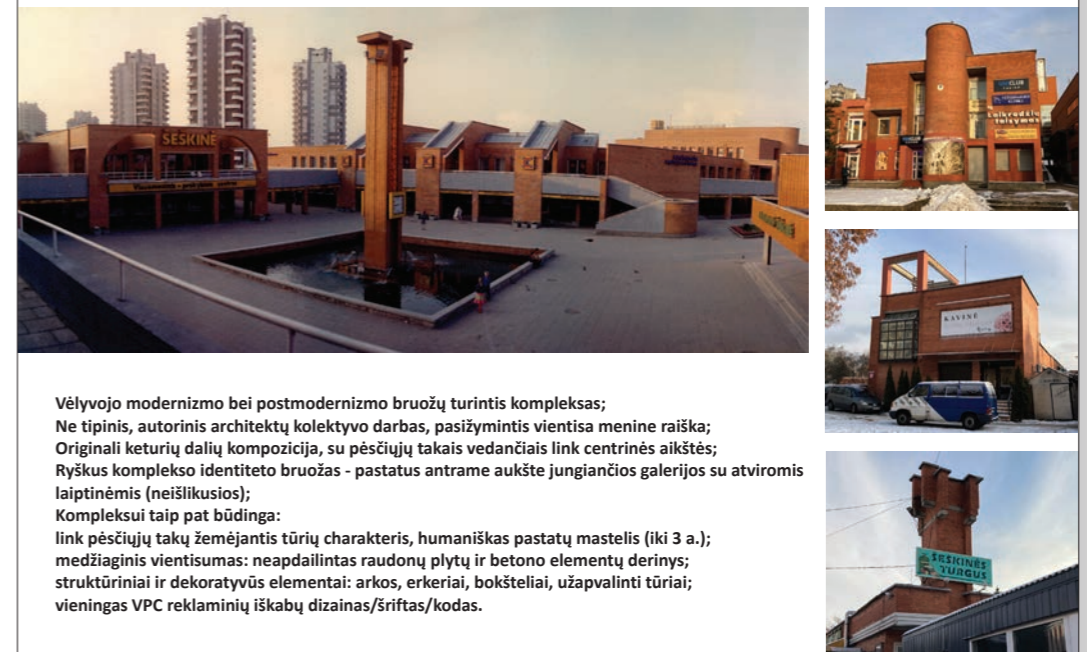 ŠEŠKINĖ
Vėlyvojo modernizmo bei postmodernizmo bruožų turintis kompleksas;
Ne tipinis, autorinis architektų kolektyvo darbas, pasižymintis vientisa menine raiška;
Originali keturių dalių kompozicija, su pėsčiųjų takais vedančiais link centrinės aikštės;
Ryškus komplekso identiteto bruožas - pastatus antrame aukšte jungiančios galerijos su atviromis
laiptinėmis (neišlikusios);
Kompleksui taip pat būdinga:
link pėsčiųjų takų žemėjantis tūrių charakteris, humaniškas pastatų mastelis (iki 3 a.);
medžiaginis vientisumas: neapdailintas raudonų plytų ir betono elementų derinys;
struktūriniai ir dekoratyvūs elementai: arkos, erkeriai, bokšteliai, užapvalinti tūriai;
vieningas VPC reklaminių iškabų dizainas/šriftas/kodas.
CLUB
Laikrodžių
taisymas
KAVINĖ
ŠEŠKINĖS
TURGUS